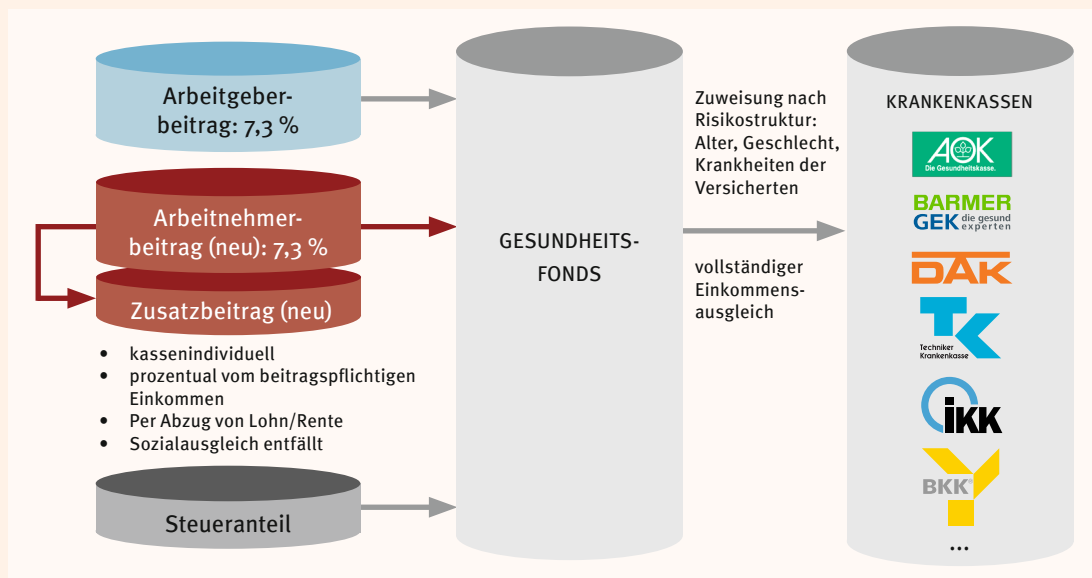 Arbeitgeber-
beitrag: 7,3 %
Arbeitnehmer-
beitrag (neu): 7,3 %
Zusatzbeitrag (neu)
• kassenindividuell
• prozentual vom beitragspflichtigen
Einkommen
• Per Abzug von Lohn/Rente
• Sozialausgleich entfällt
Steueranteil
GESUNDHEITS-
FONDS
Zuweisung nach
Risikostruktur:
Alter, Geschlecht,
Krankheiten der
Versicherten
vollständiger
Einkommens-
ausgleich
KRANKENKASSEN
AOK
Die Gesundheitskasse.
BARMER
GEK die gesund
experten
DAK
TK
Techniker
Krankenkasse
iKK
BKK®
...